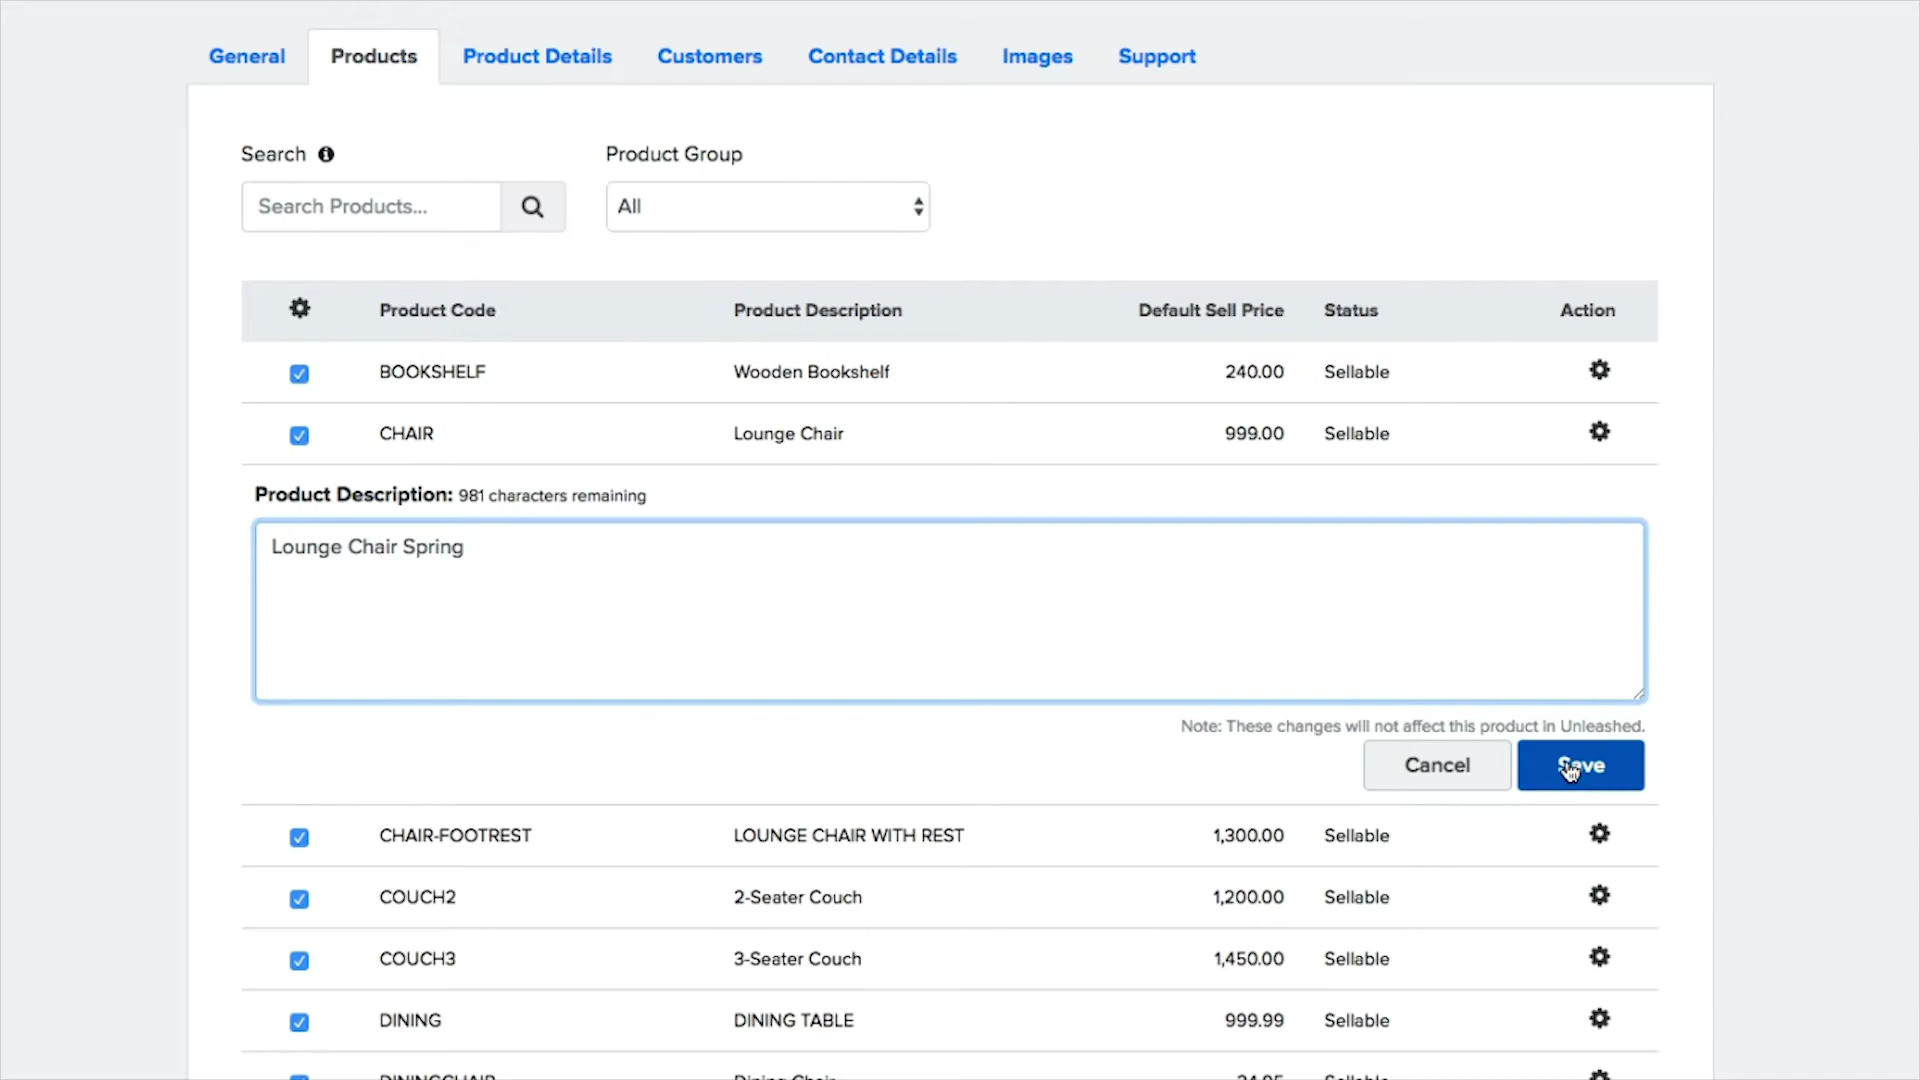 General Products Product Details Customers Contact Details Images Support
Search Product Group
Search Products... All
Product Code Product Description Default Sell Price Status Action
BOOKSHELF Wooden Bookshelf 240.00 Sellable
CHAIR Lounge Chair 999.00 Sellable
Product Description: 981 characters remaining
Lounge Chair Spring
Note: These changes will not affect this product in Unleashed.
Cancel Save
CHAIR-FOOTREST LOUNGE CHAIR WITH REST 1,300.00 Sellable
COUCH2 2-Seater Couch 1,200.00 Sellable
COUCH3 3-Seater Couch 1,450.00 Sellable
DINING DINING TABLE 999.99 Sellable
DININGCHAIR Dining Chair Sellable